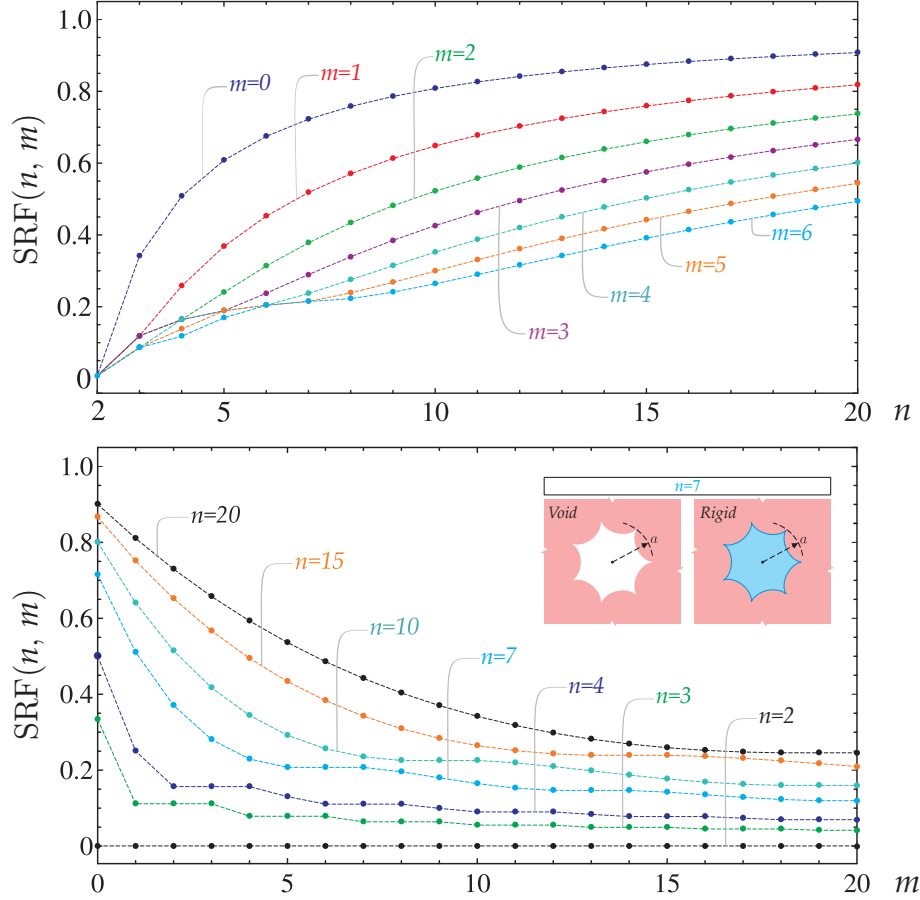 SRF(n, m)
1.0
0.8
0.6
0.4
0.2
0
m=0
m=1
m=2
m=3
m=4
m=5
m=6
2 5 10 15 20 n
SRF(n, m)
1.0
0.8
0.6
0.4
0.2
0
n=20
n=15
n=10
n=7
n=4
n=3
n=2
n=7
Void Rigid
a a
0 5 10 15 20 m